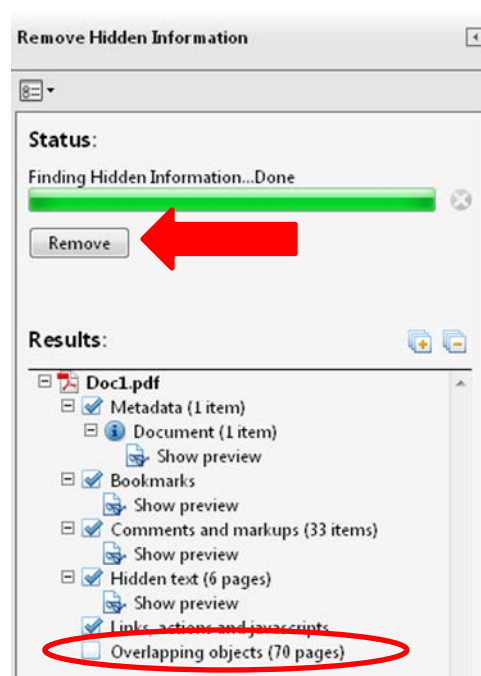 Remove Hidden Information
Status:
Finding Hidden Information...Done
Remove
Results:
Doc1.pdf
Metadata (1 item)
Document (1 item)
Show preview
Bookmarks
Show preview
Comments and markups (33 items)
Show preview
Hidden text (6 pages)
Show preview
Links, actions and javascripts
Overlapping objects (70 pages)